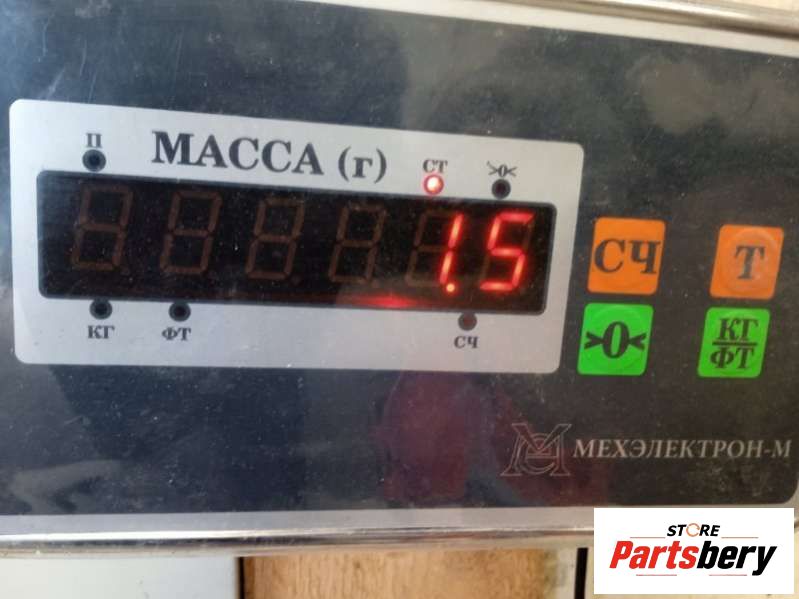 П МАССА (г) СТ >0<
1.5
КГ ФТ СЧ
СЧ Т
>0< КГ/ФТ
МЕХЭЛЕКТРОН-М
STORE
Partsbery